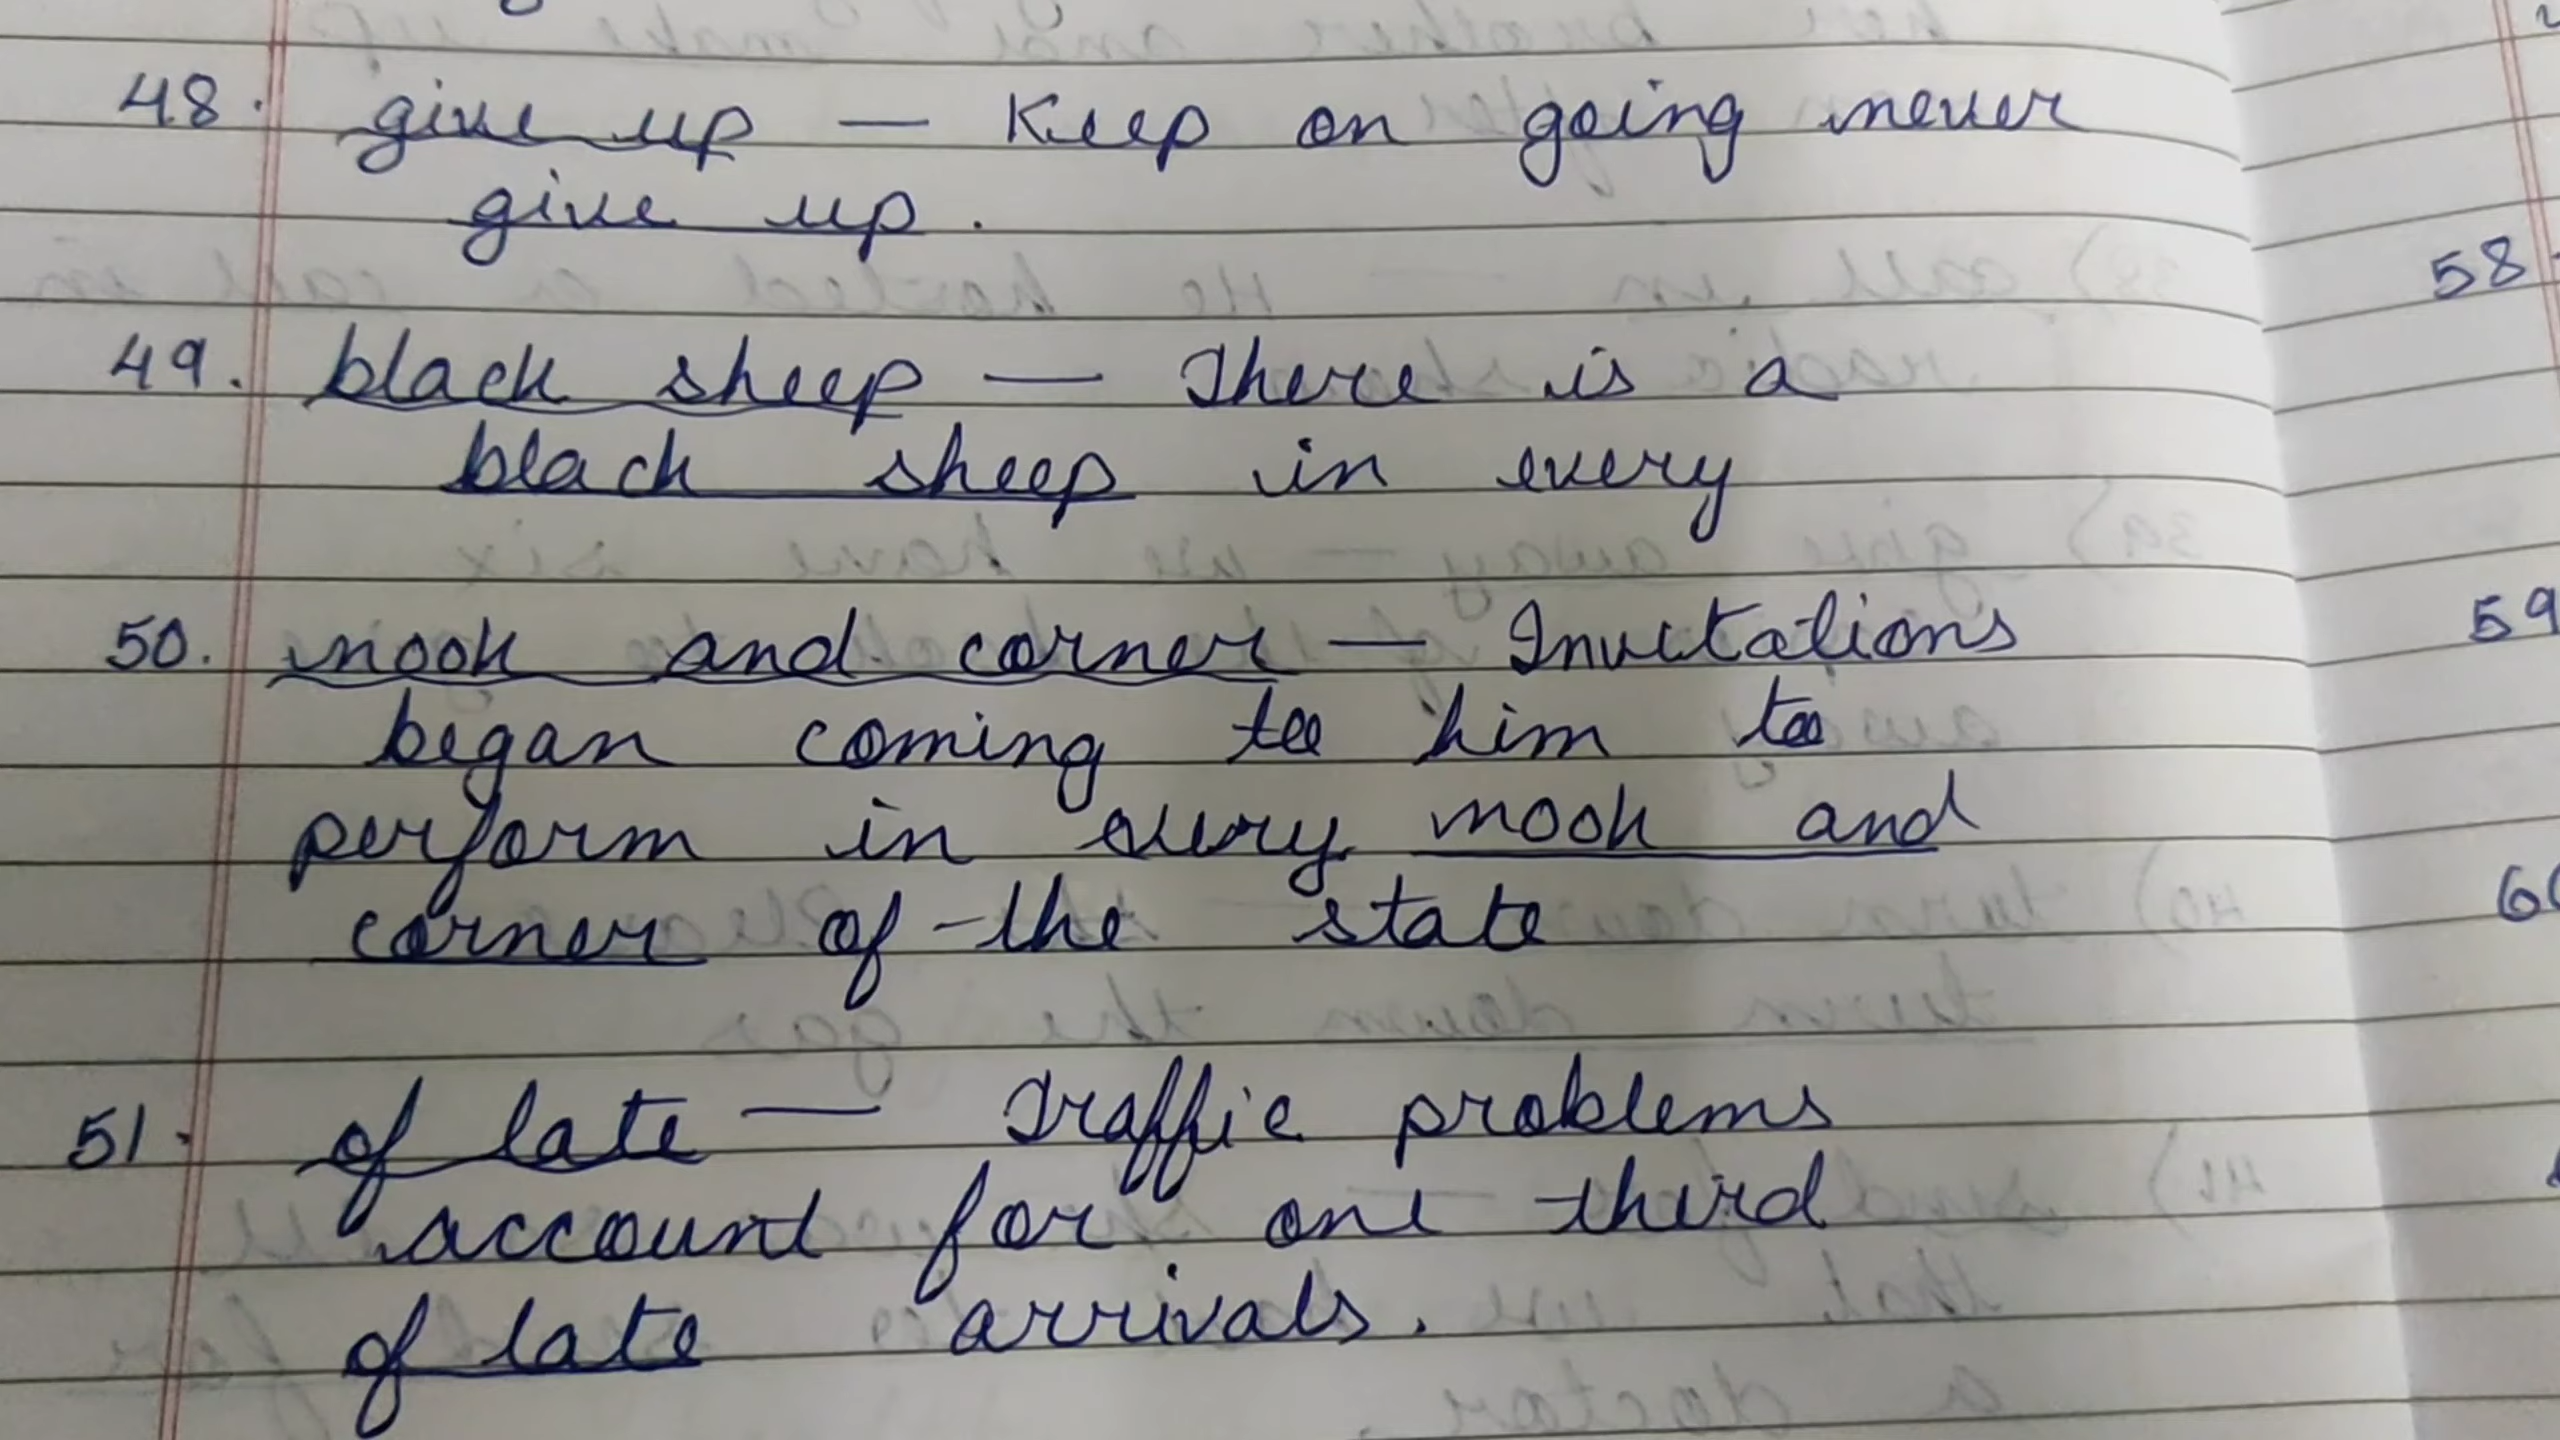 48. give up — Keep on going never
give up.
49. black sheep — There is a
black sheep in every
50. nook and corner — Invitations
began coming to him to
perform in every nook and
corner of the state
51. of late — Traffic problems
account for one third
of late arrivals.
58
59